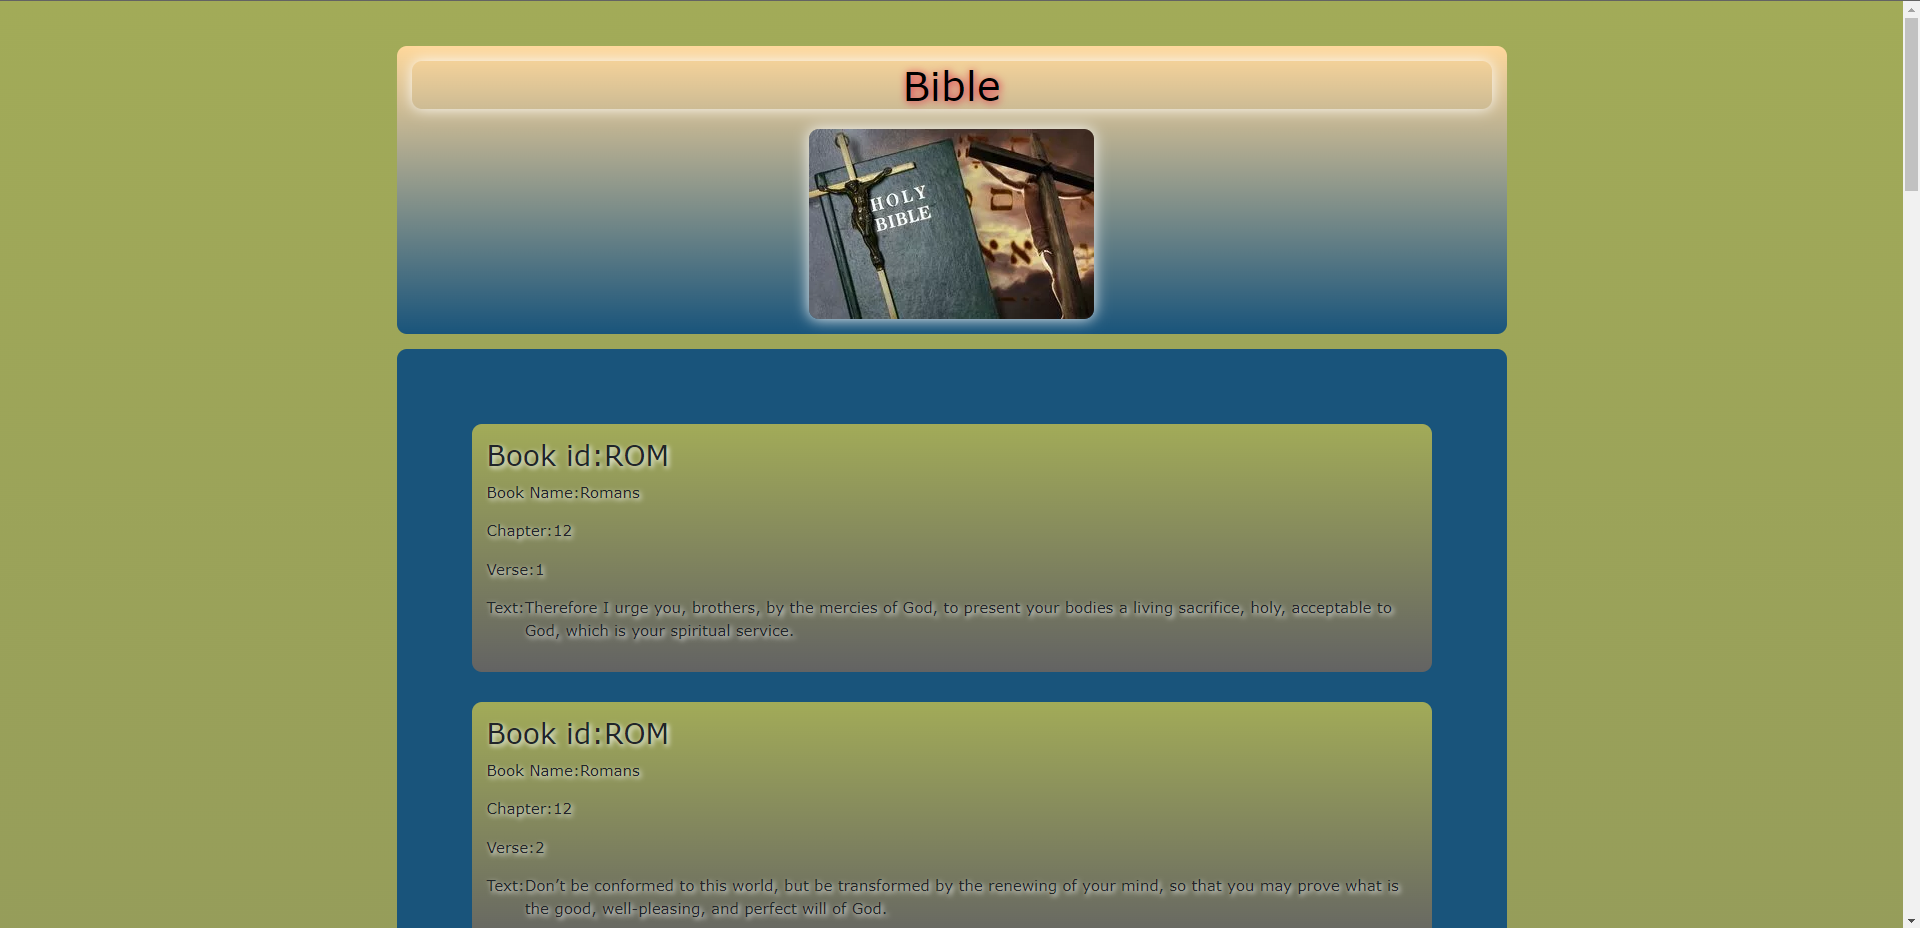 Bible
HOLY
BIBLE
Book id:ROM
Book Name:Romans
Chapter:12
Verse:1
Text:Therefore I urge you, brothers, by the mercies of God, to present your bodies a living sacrifice, holy, acceptable to
God, which is your spiritual service.
Book id:ROM
Book Name:Romans
Chapter:12
Verse:2
Text:Don’t be conformed to this world, but be transformed by the renewing of your mind, so that you may prove what is
the good, well-pleasing, and perfect will of God.